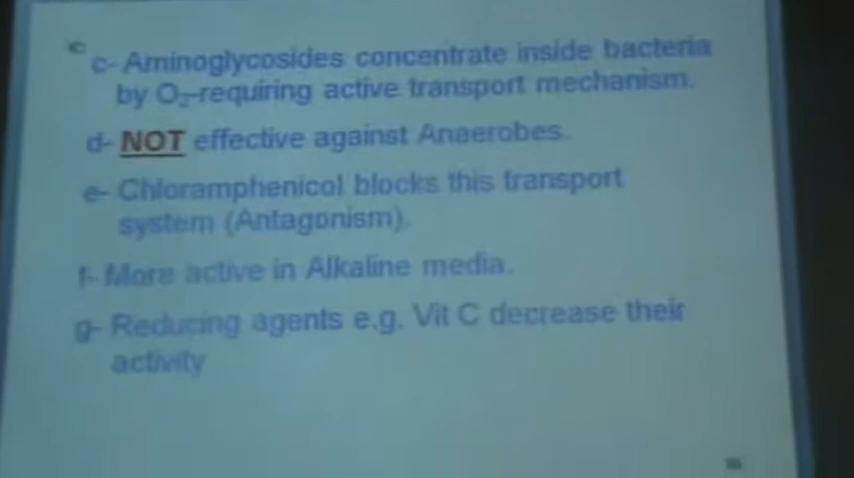 c- Aminoglycosides concentrate inside bacteria
by O₂-requiring active transport mechanism.
d- NOT effective against Anaerobes.
e- Chloramphenicol blocks this transport
system (Antagonism).
f- More active in Alkaline media.
g- Reducing agents e.g. Vit C decrease their
activity